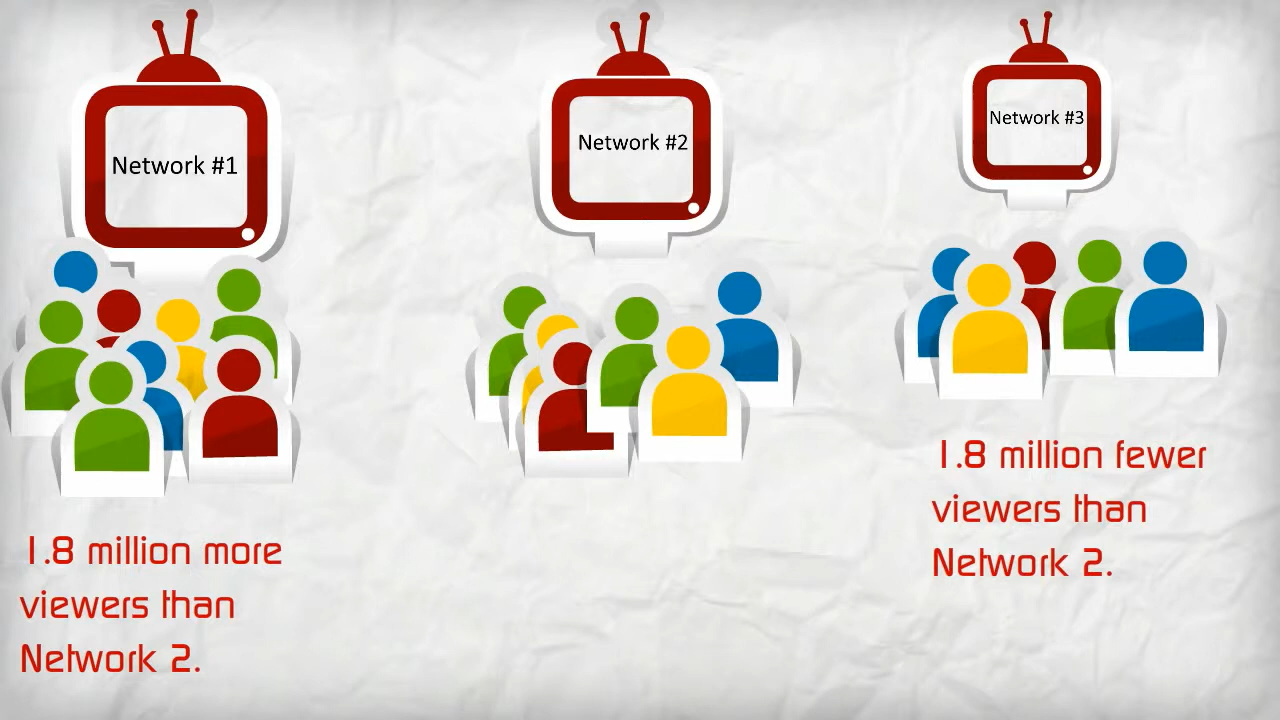 Network #1
Network #2
Network #3
1.8 million more
viewers than
Network 2.
1.8 million fewer
viewers than
Network 2.